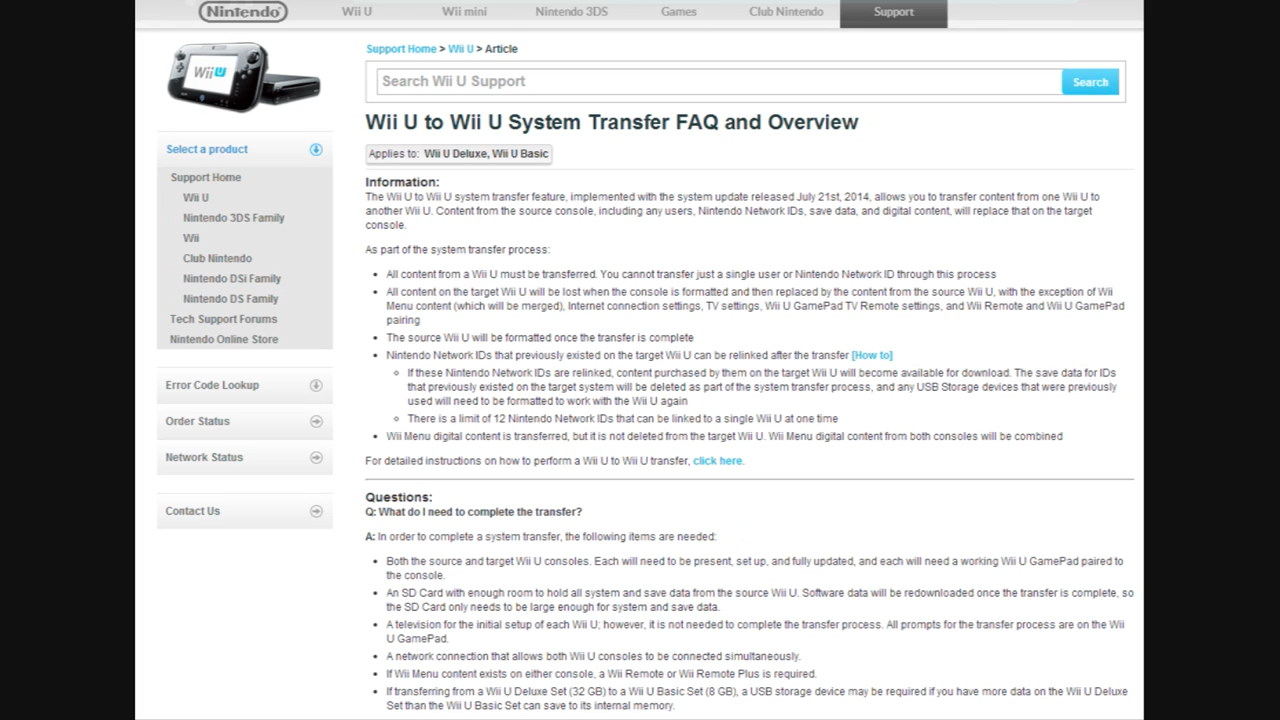 Nintendo
Wii U
Wii mini
Nintendo 3DS
Games
Club Nintendo
Support
Wii U
Support Home > Wii U > Article
Search Wii U Support
Search
Select a product
Support Home
Wii U
Nintendo 3DS Family
Wii
Club Nintendo
Nintendo DSi Family
Nintendo DS Family
Tech Support Forums
Nintendo Online Store
Error Code Lookup
Order Status
Network Status
Contact Us
Wii U to Wii U System Transfer FAQ and Overview
Applies to: Wii U Deluxe, Wii U Basic
Information:
The Wii U to Wii U system transfer feature, implemented with the system update released July 21st, 2014, allows you to transfer content from one Wii U to
another Wii U. Content from the source console, including any users, Nintendo Network IDs, save data, and digital content, will replace that on the target
console.
As part of the system transfer process:
• All content from a Wii U must be transferred. You cannot transfer just a single user or Nintendo Network ID through this process
• All content on the target Wii U will be lost when the console is formatted and then replaced by the content from the source Wii U, with the exception of Wii
Menu content (which will be merged), Internet connection settings, TV settings, Wii U GamePad TV Remote settings, and Wii Remote and Wii U GamePad
pairing
• The source Wii U will be formatted once the transfer is complete
• Nintendo Network IDs that previously existed on the target Wii U can be relinked after the transfer [How to]
◦ If these Nintendo Network IDs are relinked, content purchased by them on the target Wii U will become available for download. The save data for IDs
that previously existed on the target system will be deleted as part of the system transfer process, and any USB Storage devices that were previously
used will need to be formatted to work with the Wii U again
◦ There is a limit of 12 Nintendo Network IDs that can be linked to a single Wii U at one time
• Wii Menu digital content is transferred, but it is not deleted from the target Wii U. Wii Menu digital content from both consoles will be combined
For detailed instructions on how to perform a Wii U to Wii U transfer, click here.
Questions:
Q: What do I need to complete the transfer?
A: In order to complete a system transfer, the following items are needed:
• Both the source and target Wii U consoles. Each will need to be present, set up, and fully updated, and each will need a working Wii U GamePad paired to
the console.
• An SD Card with enough room to hold all system and save data from the source Wii U. Software data will be redownloaded once the transfer is complete, so
the SD Card only needs to be large enough for system and save data.
• A television for the initial setup of each Wii U; however, it is not needed to complete the transfer process. All prompts for the transfer process are on the Wii
U GamePad.
• A network connection that allows both Wii U consoles to be connected simultaneously.
• If Wii Menu content exists on either console, a Wii Remote or Wii Remote Plus is required.
• If transferring from a Wii U Deluxe Set (32 GB) to a Wii U Basic Set (8 GB), a USB storage device may be required if you have more data on the Wii U Deluxe
Set than the Wii U Basic Set can save to its internal memory.